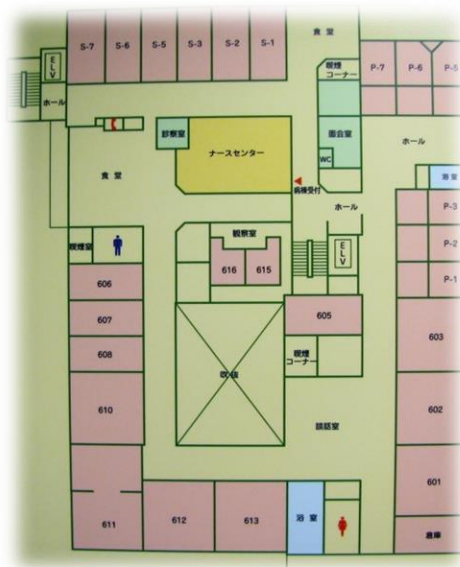 S-7
S-6
S-5
S-3
S-2
S-1
食堂
ELV
ホール
喫煙
コーナー
P-7
P-6
P-5
診察室
ナースセンター
面会室
ホール
WC
食堂
病棟受付
浴室
ホール
P-3
喫煙室
観察室
P-2
ELV
616
615
606
P-1
607
605
603
608
喫煙
コーナー
吹抜
610
602
談話室
601
611
612
613
浴室
倉庫